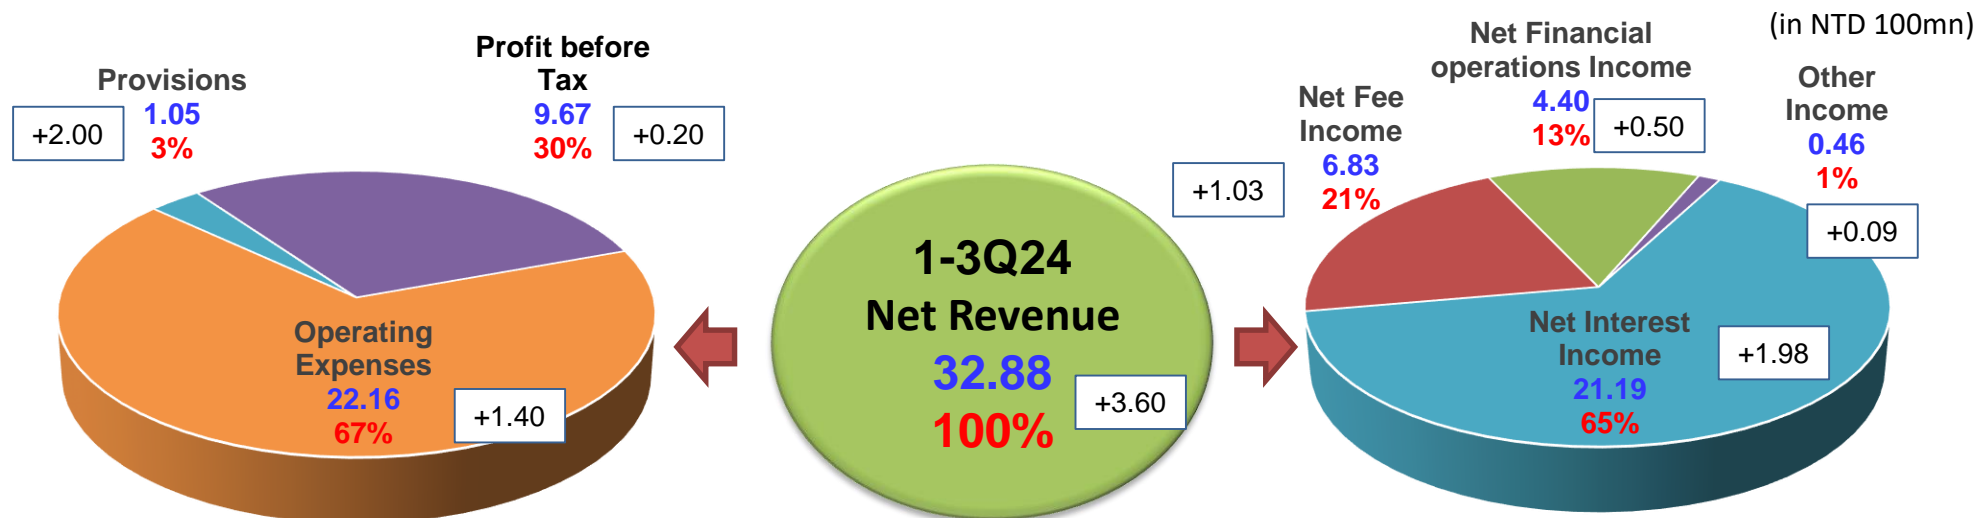 (in NTD 100mn)
Provisions
1.05
3%
+2.00
Profit before
Tax
9.67
30%
+0.20
Operating
Expenses
22.16
67%
+1.40
1-3Q24
Net Revenue
32.88
100%
+3.60
Net Fee
Income
6.83
21%
+1.03
Net Financial
operations Income
4.40
13%
+0.50
Other
Income
0.46
1%
+0.09
Net Interest
Income
21.19
65%
+1.98